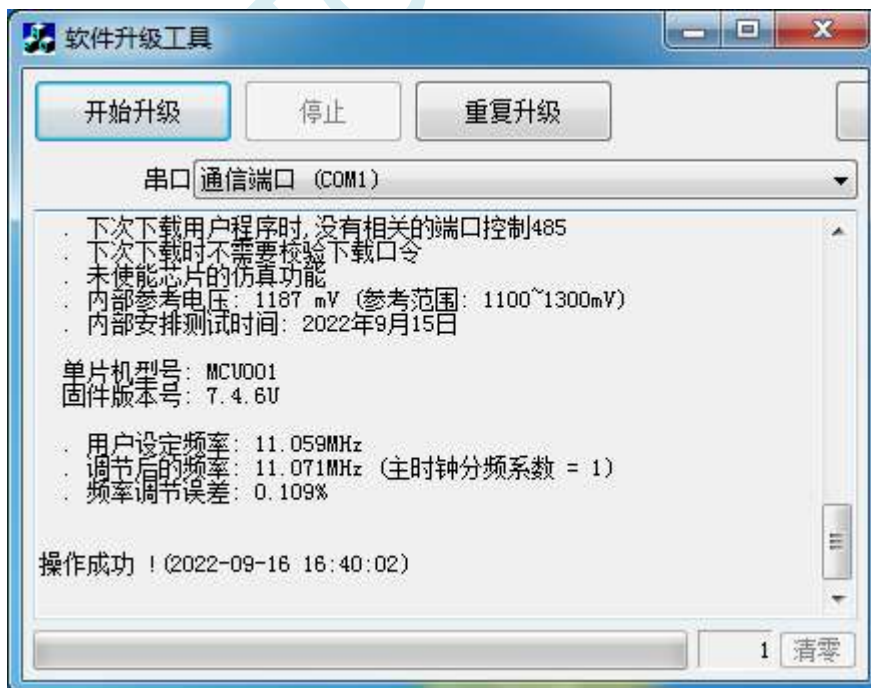 软件升级工具
开始升级 停止 重复升级
串口 通信端口 (COM1)
. 下次下载用户程序时,没有相关的端口控制485
. 下次下载时不需要校验下载口令
. 未使能芯片的仿真功能
. 内部参考电压: 1187 mV (参考范围: 1100~1300mV)
. 内部安排测试时间: 2022年9月15日
单片机型号: MCU001
固件版本号: 7.4.6U
. 用户设定频率: 11.059MHz
. 调节后的频率: 11.071MHz (主时钟分频系数 = 1)
. 频率调节误差: 0.109%
操作成功 !(2022-09-16 16:40:02)
1 清零